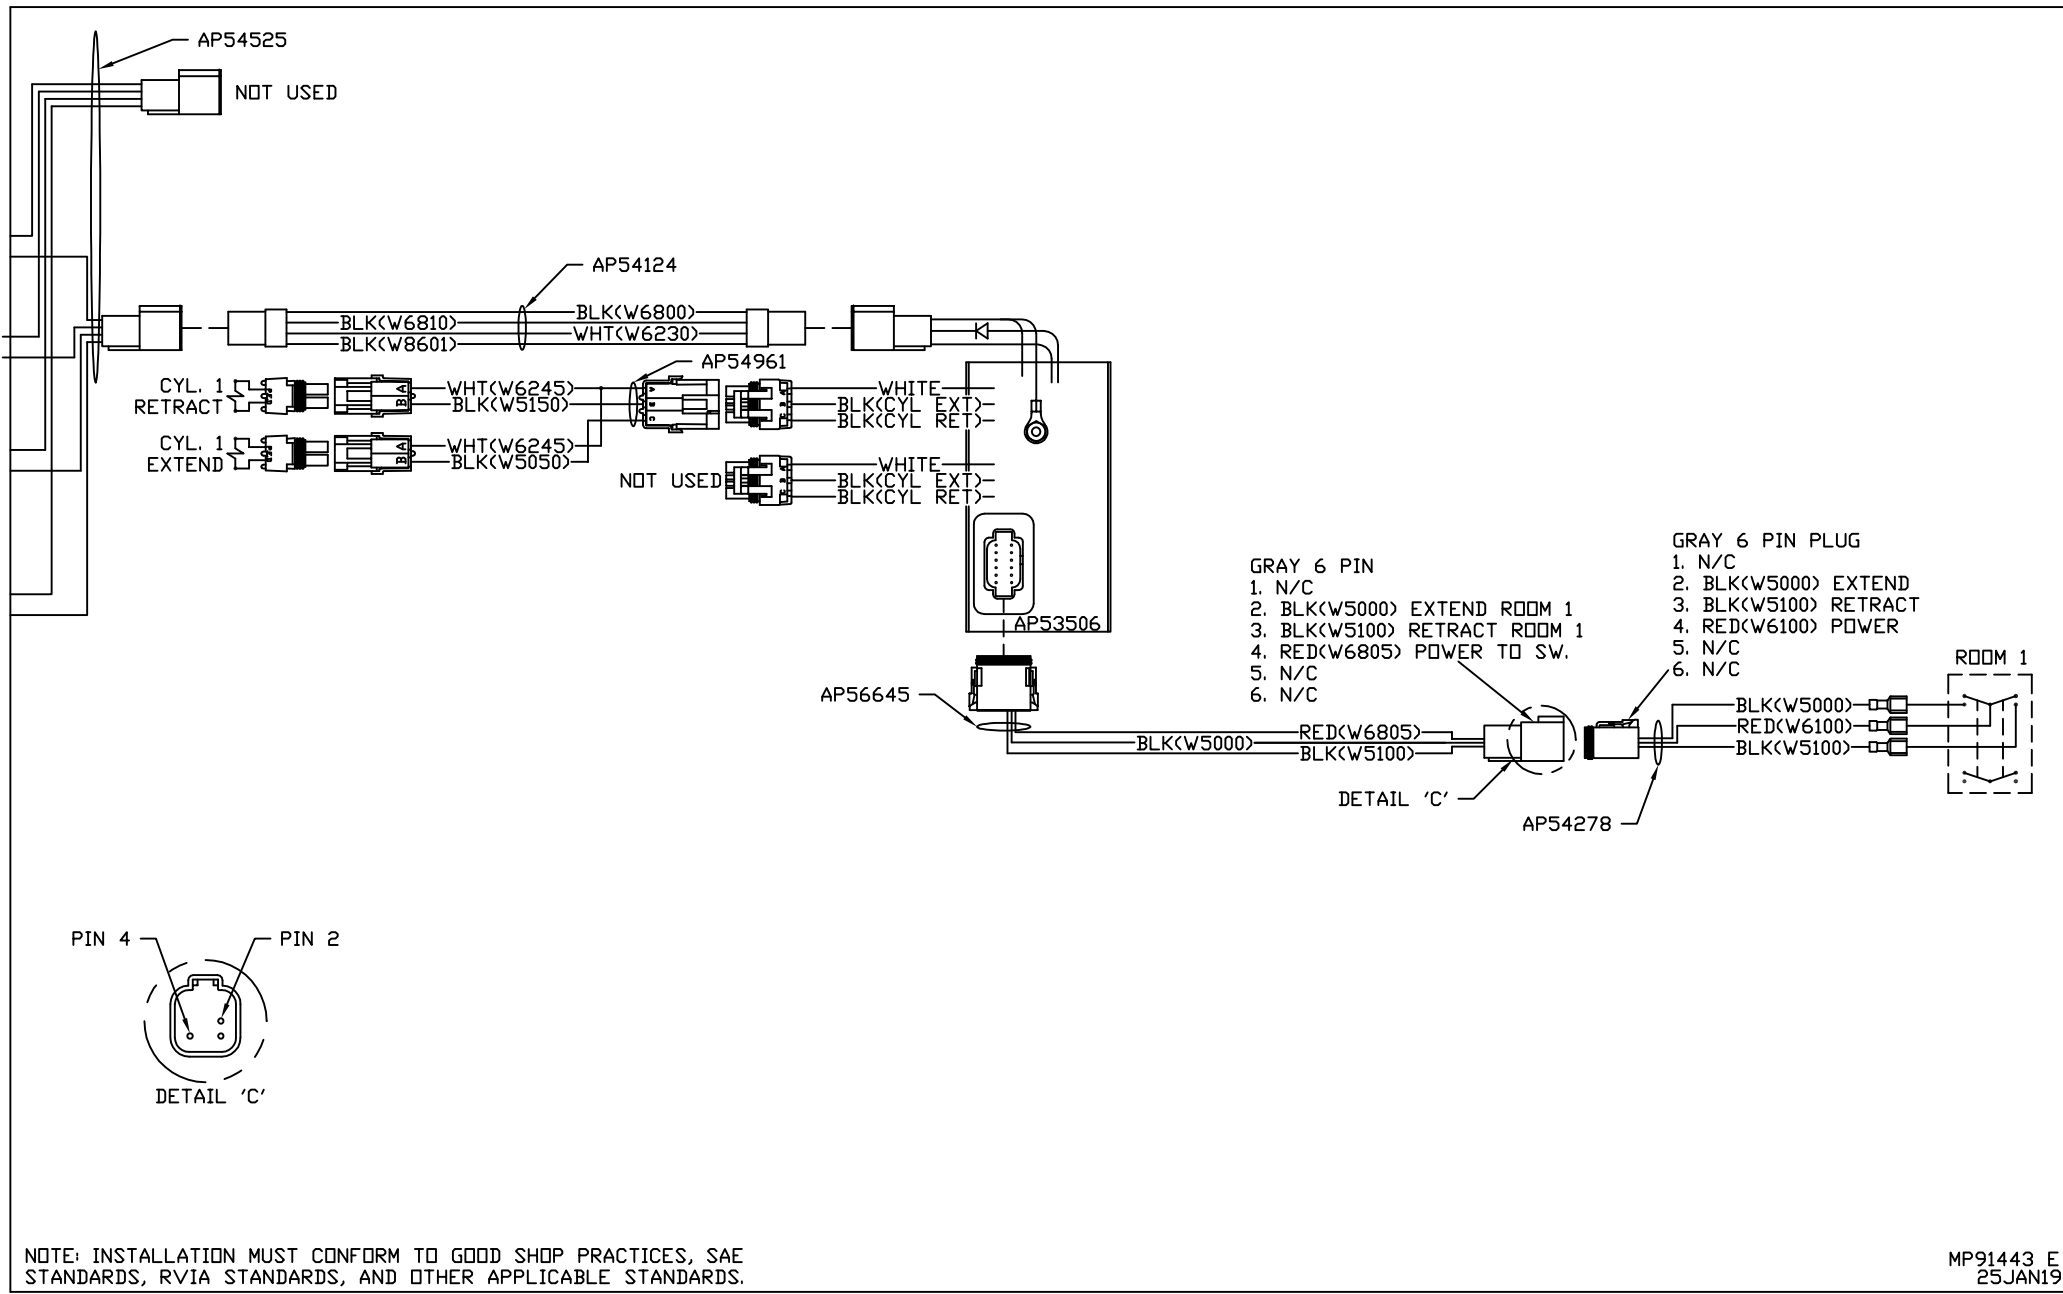 AP54525
NOT USED
AP54124
BLK(W6800)
BLK(W6810)
WHT(W6230)
BLK(W8601)
AP54961
CYL. 1
RETRACT
A
B
WHT(W6245)
BLK(W5150)
A
B
C
WHITE
BLK(CYL EXT)
BLK(CYL RET)
CYL. 1
EXTEND
A
B
WHT(W6245)
BLK(W5050)
NOT USED
WHITE
BLK(CYL EXT)
BLK(CYL RET)
AP53506
GRAY 6 PIN
1. N/C
2. BLK(W5000) EXTEND ROOM 1
3. BLK(W5100) RETRACT ROOM 1
4. RED(W6805) POWER TO SW.
5. N/C
6. N/C
GRAY 6 PIN PLUG
1. N/C
2. BLK(W5000) EXTEND
3. BLK(W5100) RETRACT
4. RED(W6100) POWER
5. N/C
6. N/C
ROOM 1
AP56645
RED(W6805)
BLK(W5000)
BLK(W5100)
BLK(W5000)
RED(W6100)
BLK(W5100)
DETAIL 'C'
AP54278
PIN 4
PIN 2
DETAIL 'C'
NOTE: INSTALLATION MUST CONFORM TO GOOD SHOP PRACTICES, SAE
STANDARDS, RVIA STANDARDS, AND OTHER APPLICABLE STANDARDS.
MP91443 E
25JAN19